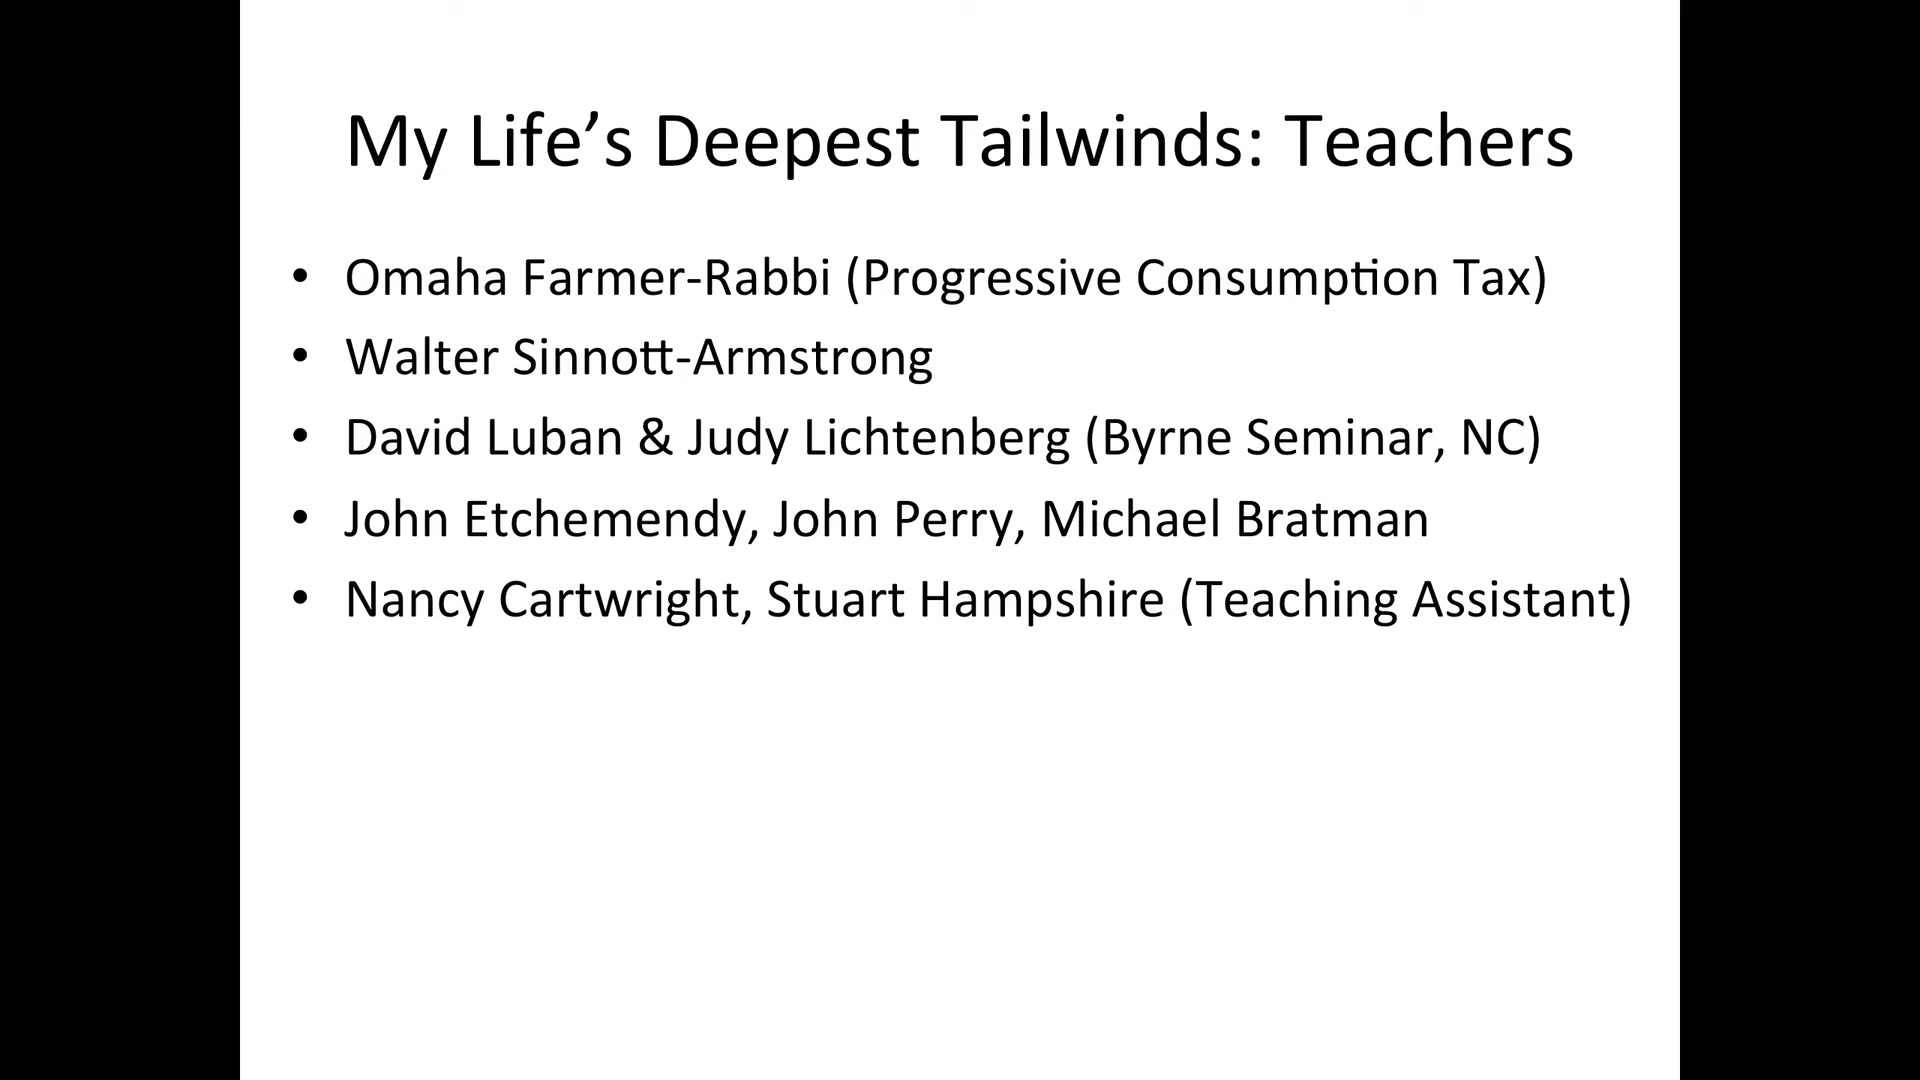 My Life’s Deepest Tailwinds: Teachers
• Omaha Farmer-Rabbi (Progressive Consumption Tax)
• Walter Sinnott-Armstrong
• David Luban & Judy Lichtenberg (Byrne Seminar, NC)
• John Etchemendy, John Perry, Michael Bratman
• Nancy Cartwright, Stuart Hampshire (Teaching Assistant)